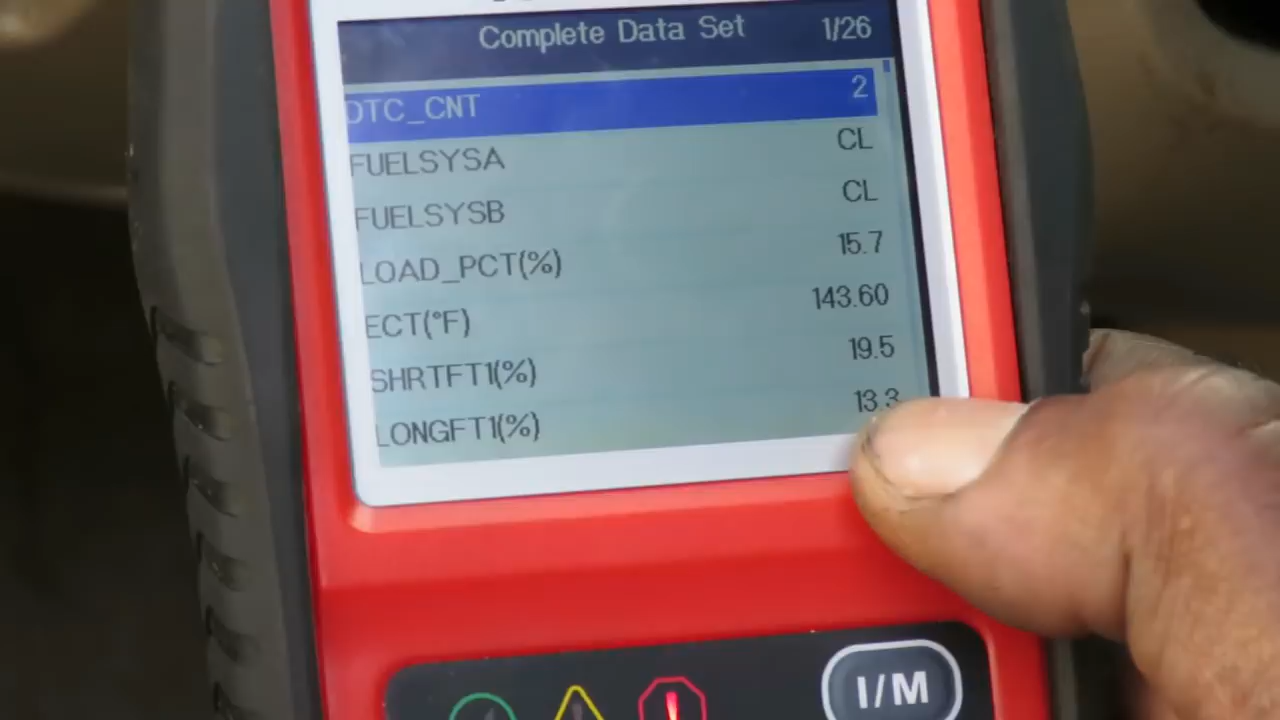 Complete Data Set 1/26
DTC_CNT 2
FUELSYSA CL
FUELSYSB CL
LOAD_PCT(%) 15.7
ECT(°F) 143.60
SHRTFT1(%) 19.5
LONGFT1(%) 13.3
I/M